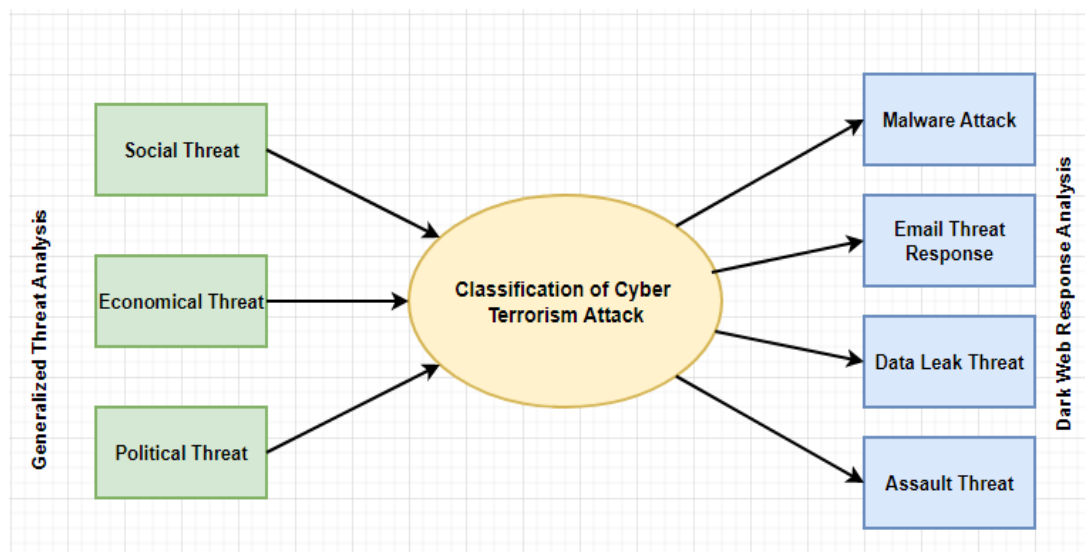 Generalized Threat Analysis
Social Threat
Economical Threat
Political Threat
Classification of Cyber
Terrorism Attack
Malware Attack
Email Threat
Response
Data Leak Threat
Assault Threat
Dark Web Response Analysis